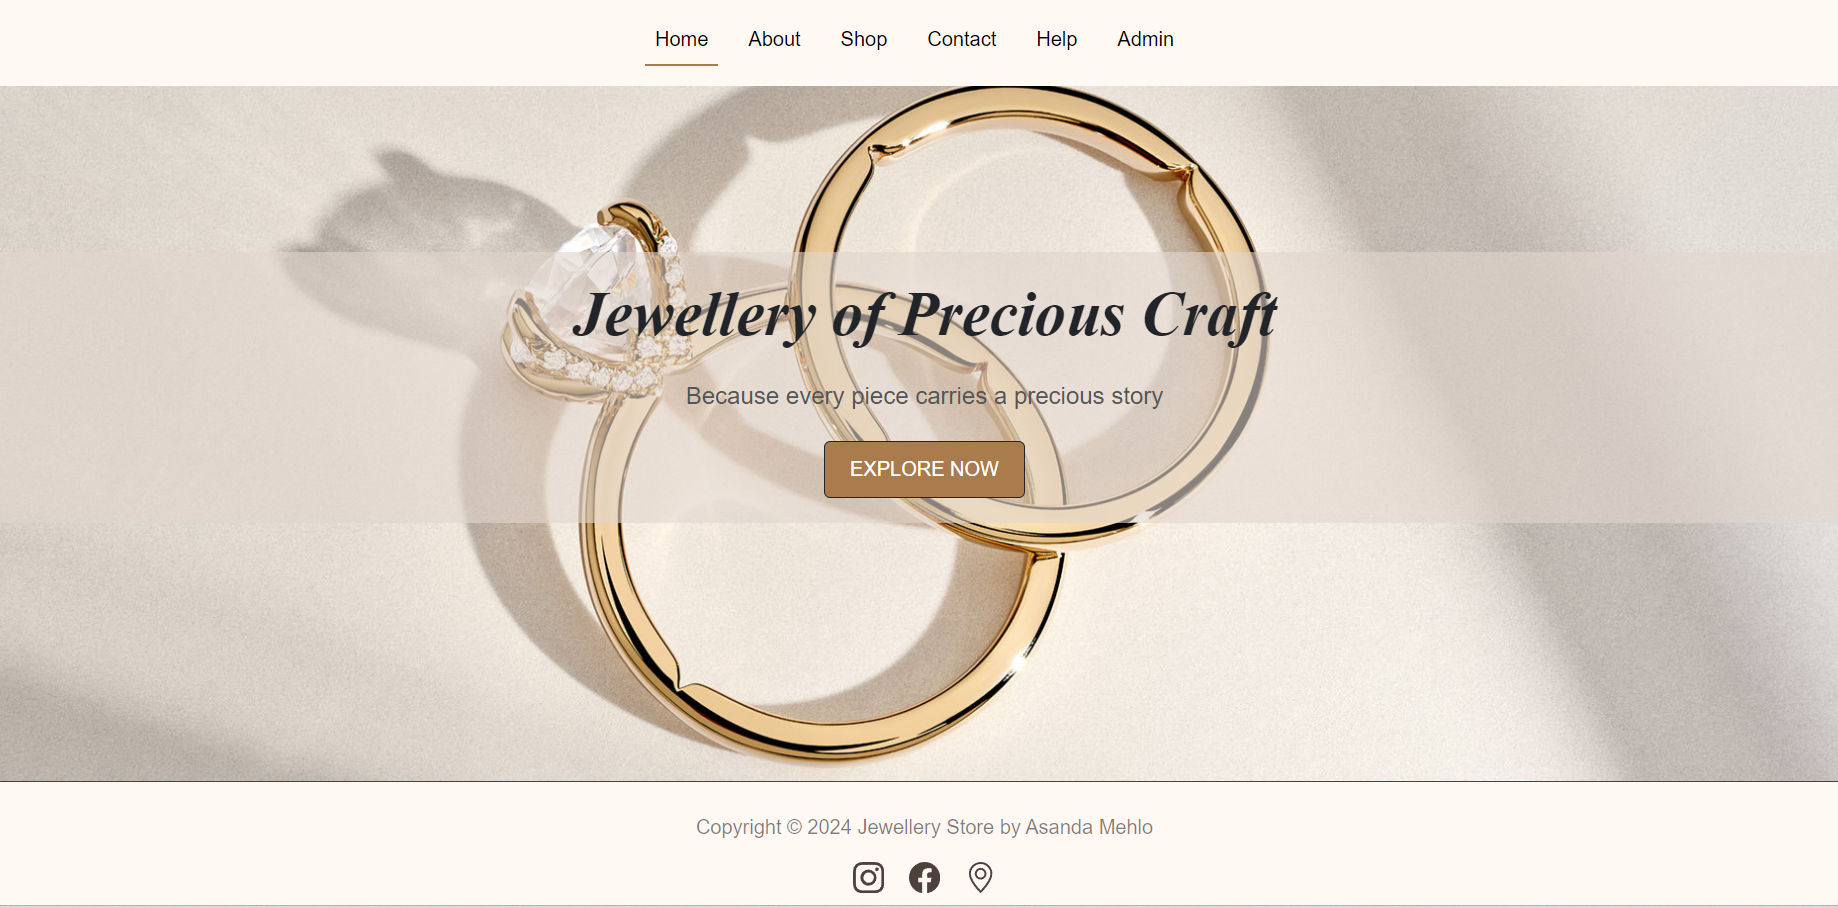 Home About Shop Contact Help Admin
Jewellery of Precious Craft
Because every piece carries a precious story
EXPLORE NOW
Copyright © 2024 Jewellery Store by Asanda Mehlo